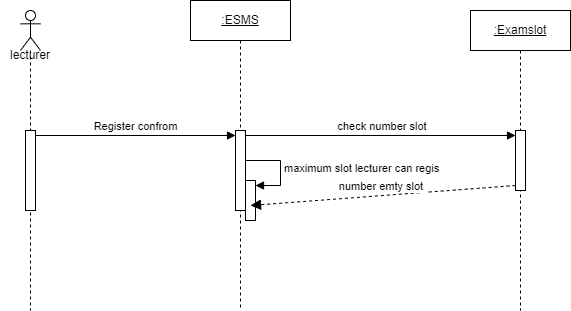 :ESMS
:Examslot
lecturer
Register confrom
check number slot
maximum slot lecturer can regis
number emty slot